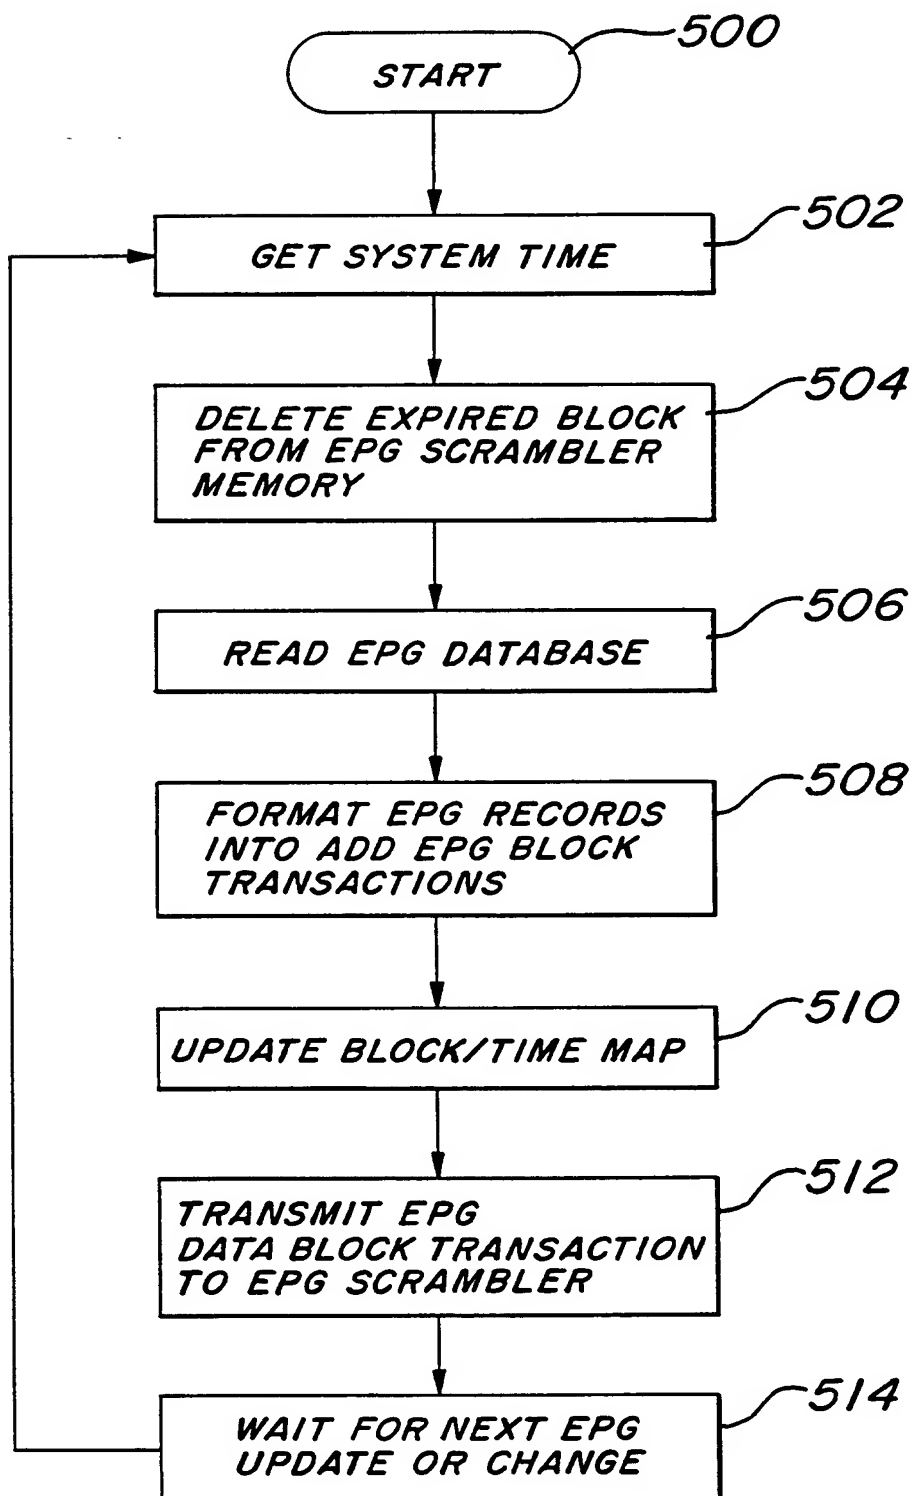 500
START
502
GET SYSTEM TIME
504
DELETE EXPIRED BLOCK
FROM EPG SCRAMBLER
MEMORY
506
READ EPG DATABASE
508
FORMAT EPG RECORDS
INTO ADD EPG BLOCK
TRANSACTIONS
510
UPDATE BLOCK/TIME MAP
512
TRANSMIT EPG
DATA BLOCK TRANSACTION
TO EPG SCRAMBLER
514
WAIT FOR NEXT EPG
UPDATE OR CHANGE